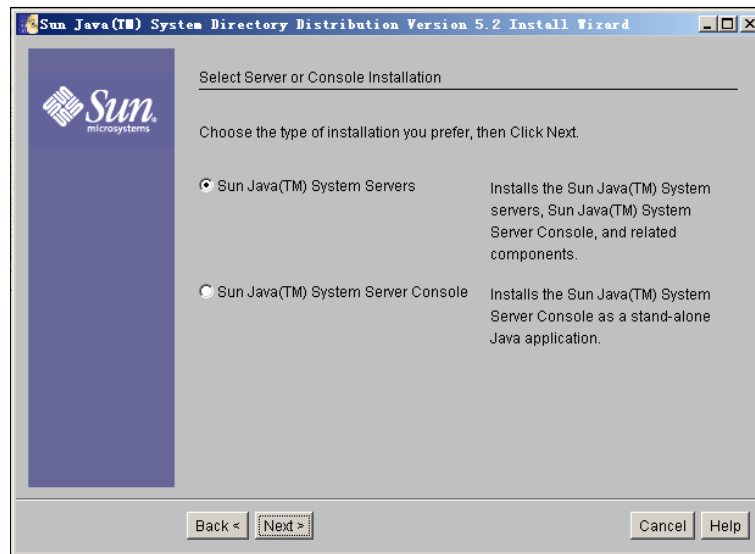 Sun Java(TM) System Directory Distribution Version 5.2 Install Wizard
Sun
microsystems
Select Server or Console Installation
Choose the type of installation you prefer, then Click Next.
Sun Java(TM) System Servers
Installs the Sun Java(TM) System
servers, Sun Java(TM) System
Server Console, and related
components.
Sun Java(TM) System Server Console
Installs the Sun Java(TM) System
Server Console as a stand-alone
Java application.
Back <
Next >
Cancel
Help